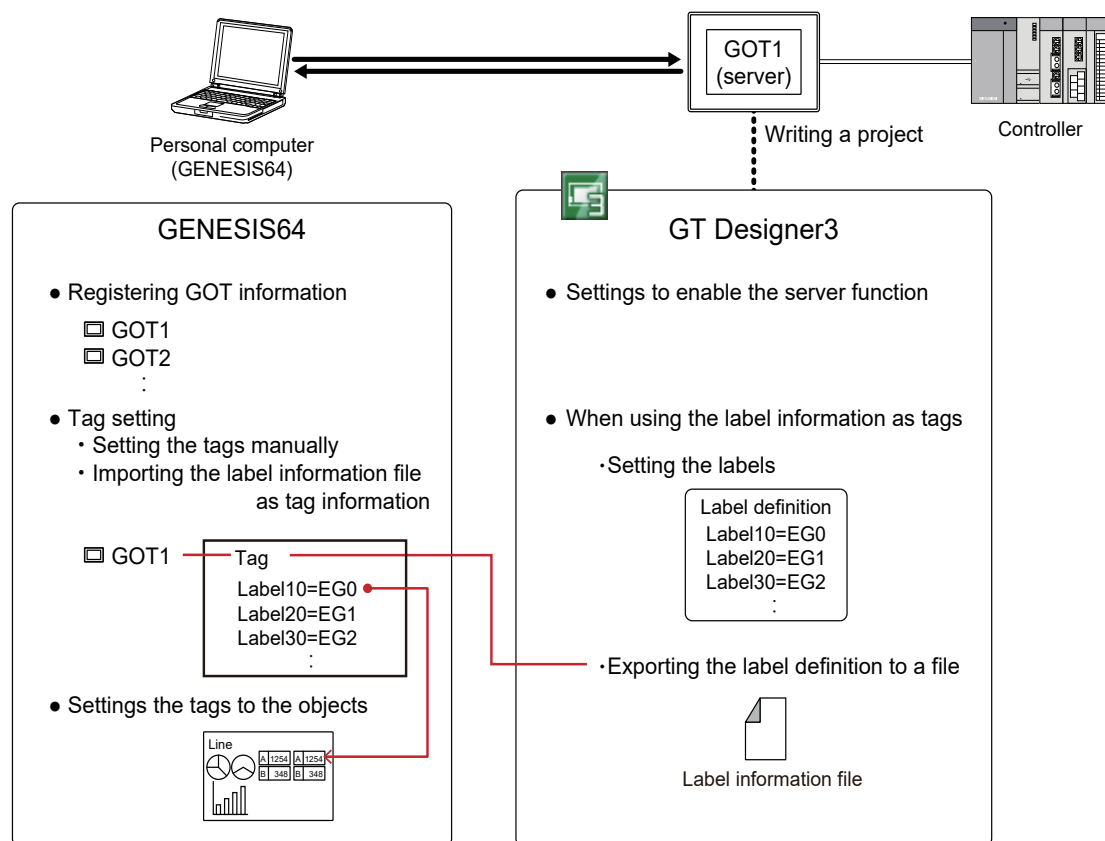 GOT1
(server)
Personal computer
(GENESIS64)
Writing a project
Controller
GENESIS64
● Registering GOT information
GOT1
GOT2
:
● Tag setting
・Setting the tags manually
・Importing the label information file
as tag information
GOT1
Tag
Label10=EG0
Label20=EG1
Label30=EG2
:
● Settings the tags to the objects
Line
A 1254 A 1254
B 348 B 348
GT Designer3
● Settings to enable the server function
● When using the label information as tags
・Setting the labels
Label definition
Label10=EG0
Label20=EG1
Label30=EG2
:
・Exporting the label definition to a file
Label information file